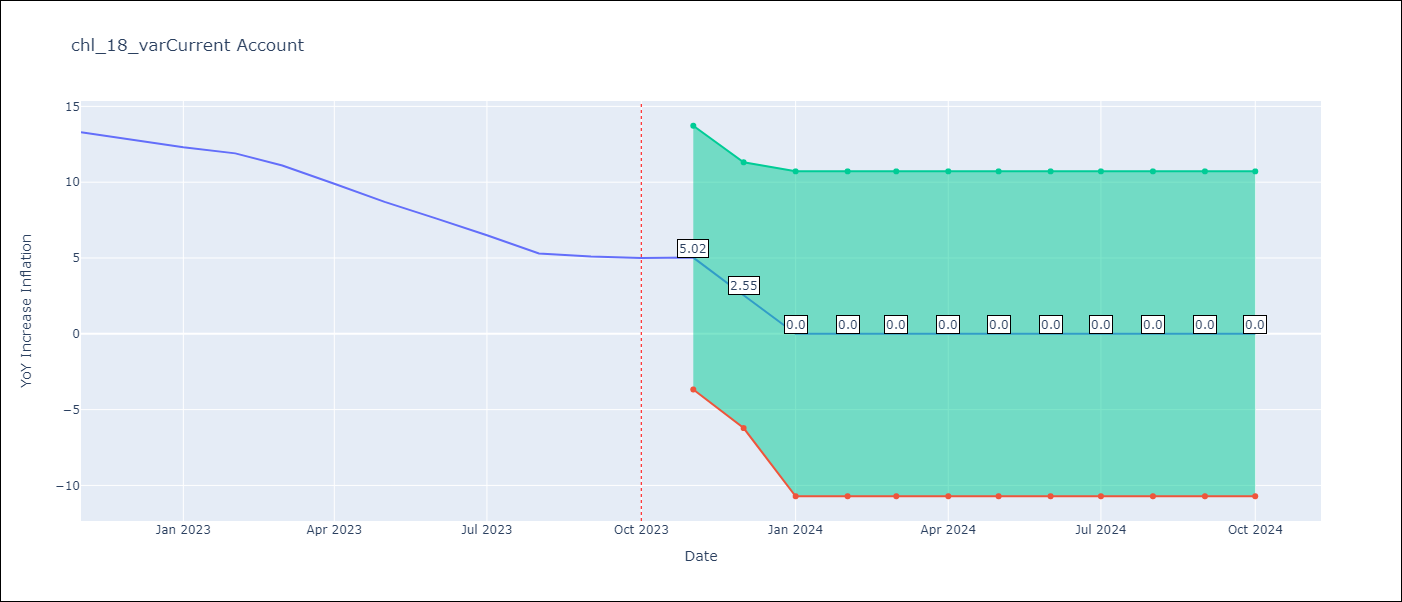 chl_18_varCurrent Account
YoY Increase Inflation
15
10
5
0
−5
−10
5.02
2.55
0.0 0.0 0.0 0.0 0.0 0.0 0.0 0.0 0.0 0.0
Jan 2023 Apr 2023 Jul 2023 Oct 2023 Jan 2024 Apr 2024 Jul 2024 Oct 2024
Date